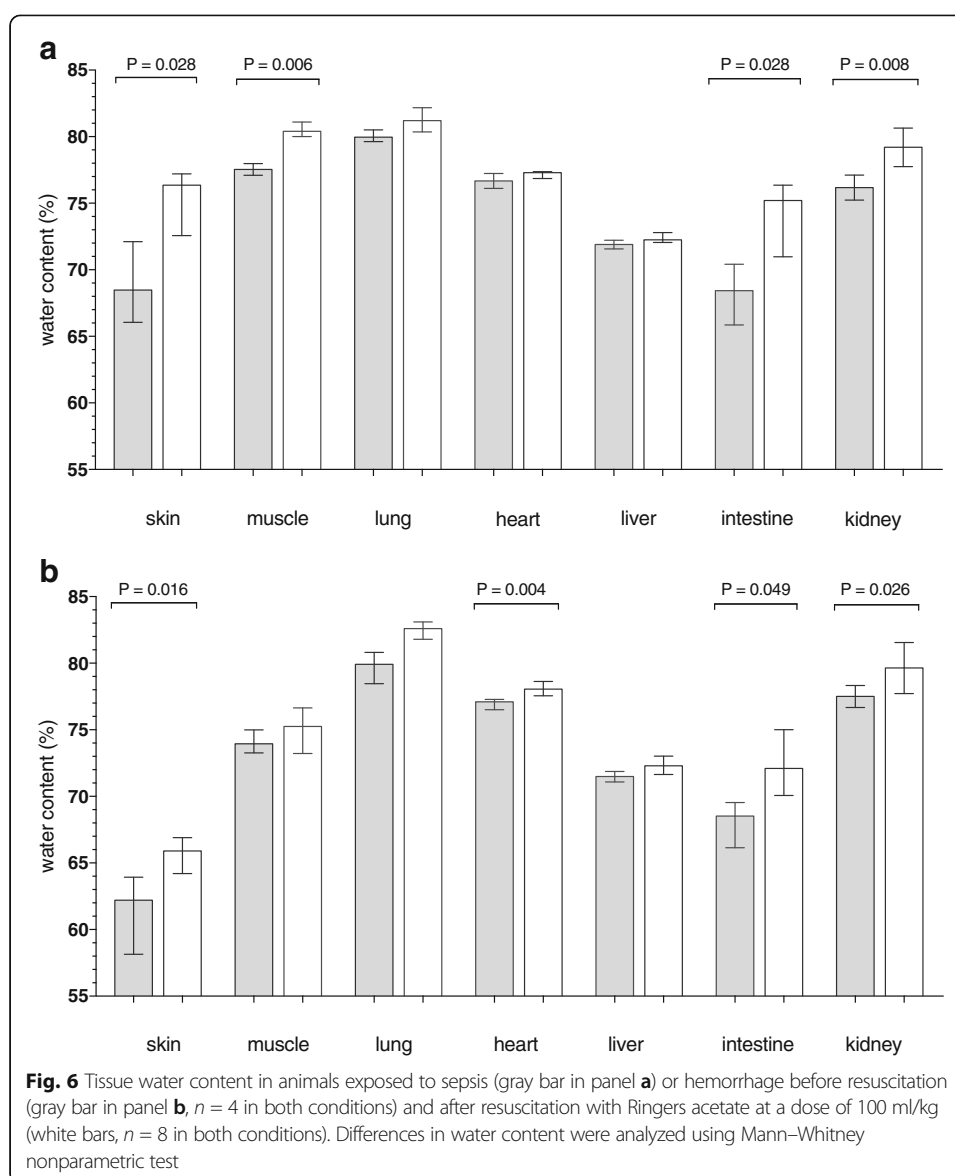 a
P = 0.028 P = 0.006 P = 0.028 P = 0.008
85
80
75
70
65
60
55
water content (%)
skin muscle lung heart liver intestine kidney
b
P = 0.016 P = 0.004 P = 0.049 P = 0.026
85
80
75
70
65
60
55
water content (%)
skin muscle lung heart liver intestine kidney
Fig. 6 Tissue water content in animals exposed to sepsis (gray bar in panel a) or hemorrhage before resuscitation
(gray bar in panel b, n = 4 in both conditions) and after resuscitation with Ringers acetate at a dose of 100 ml/kg
(white bars, n = 8 in both conditions). Differences in water content were analyzed using Mann–Whitney
nonparametric test